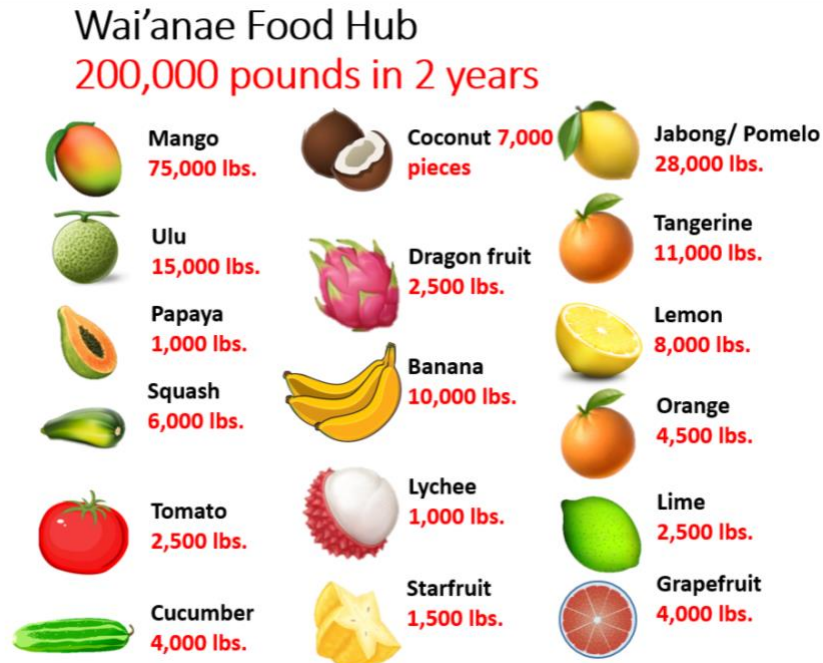 Wai’anae Food Hub
200,000 pounds in 2 years
Mango
75,000 lbs.
Ulu
15,000 lbs.
Papaya
1,000 lbs.
Squash
6,000 lbs.
Tomato
2,500 lbs.
Cucumber
4,000 lbs.
Coconut 7,000
pieces
Dragon fruit
2,500 lbs.
Banana
10,000 lbs.
Lychee
1,000 lbs.
Starfruit
1,500 lbs.
Jabong/ Pomelo
28,000 lbs.
Tangerine
11,000 lbs.
Lemon
8,000 lbs.
Orange
4,500 lbs.
Lime
2,500 lbs.
Grapefruit
4,000 lbs.